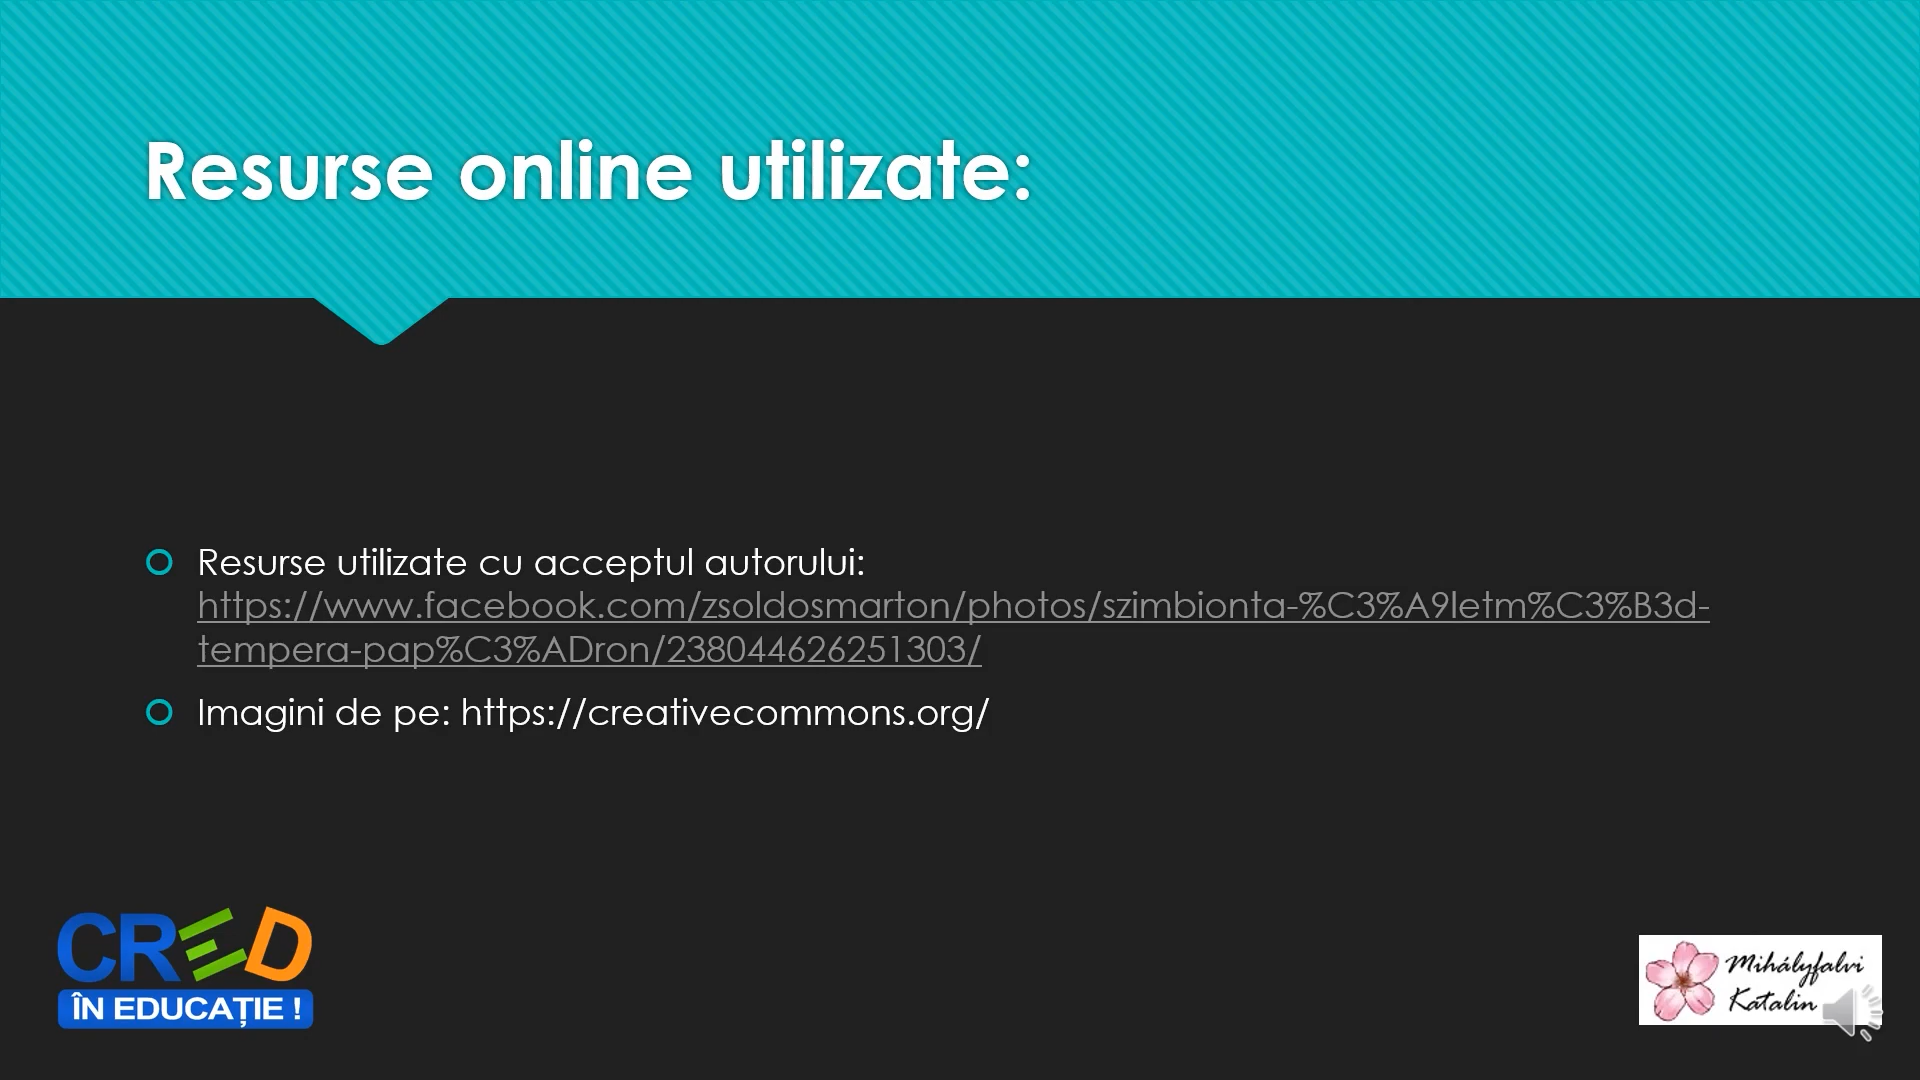 Resurse online utilizate:
Resurse utilizate cu acceptul autorului:
https://www.facebook.com/zsoldosmarton/photos/szimbionta-%C3%A9letm%C3%B3d-
tempera-pap%C3%ADron/238044626251303/
Imagini de pe: https://creativecommons.org/
CRED
ÎN EDUCAȚIE !
Mihályfalvi
Katalin